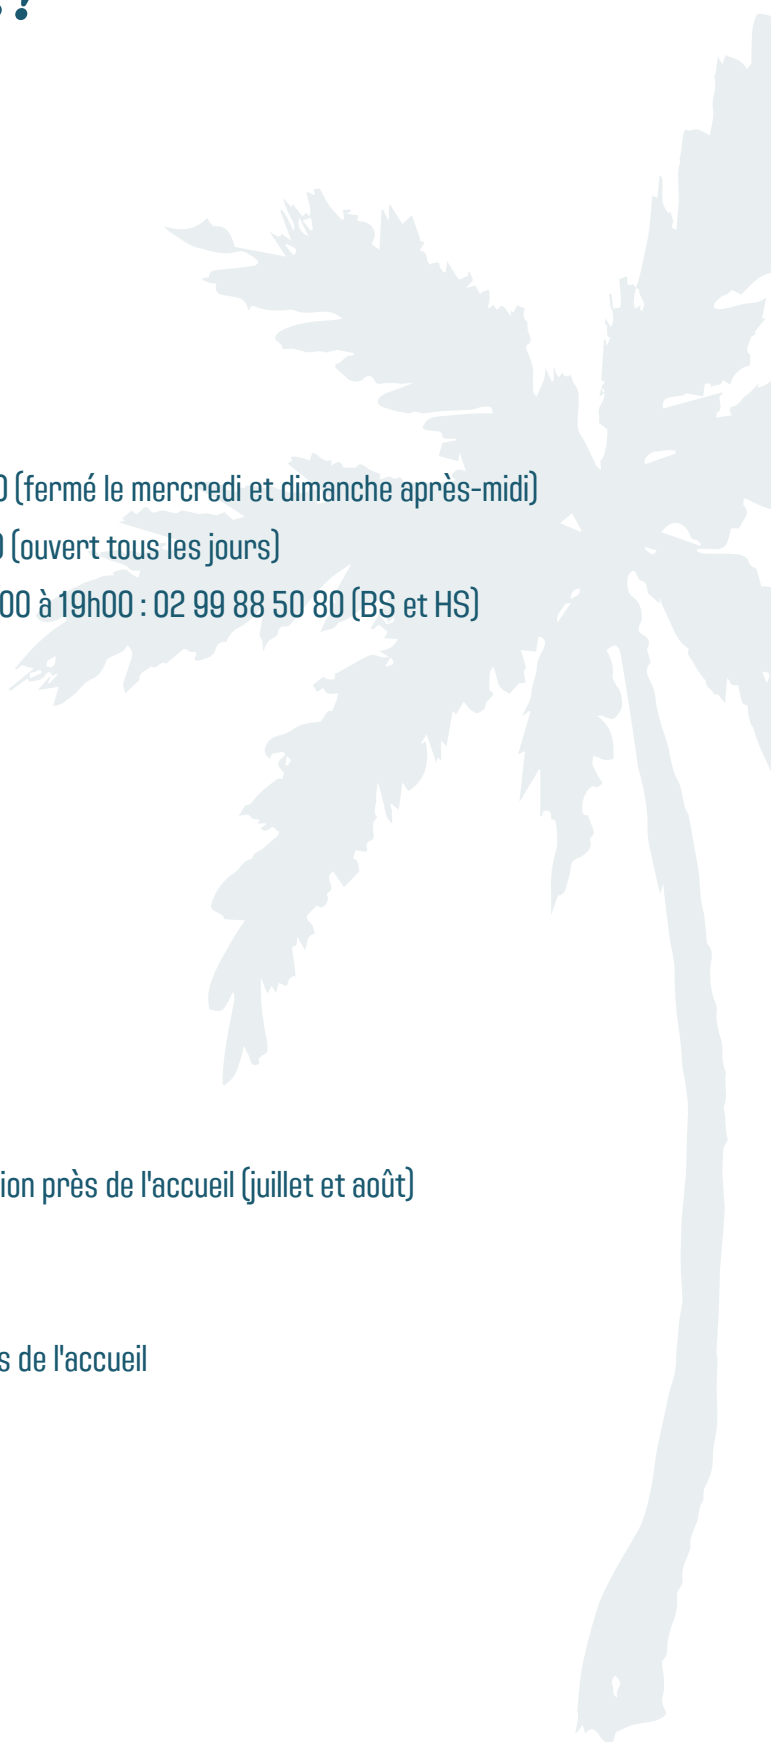 ?
0 (fermé le mercredi et dimanche après-midi)
0 (ouvert tous les jours)
00 à 19h00 : 02 99 88 50 80 (BS et HS)
ion près de l'accueil (juillet et août)
s de l'accueil